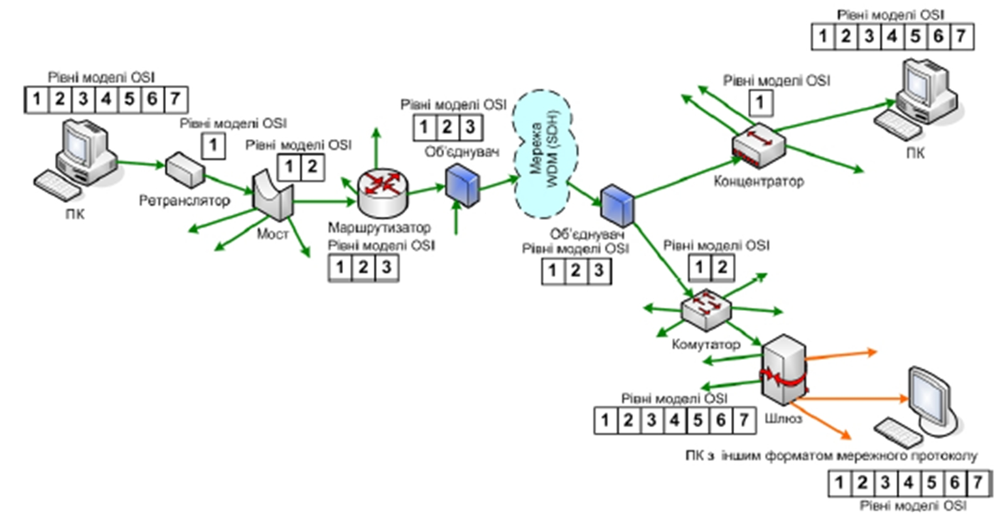 Рівні моделі OSI
1 2 3 4 5 6 7
ПК
Рівні моделі OSI
1
Ретранслятор
Рівні моделі OSI
1 2
Мост
Маршрутизатор
Рівні моделі OSI
1 2 3
Рівні моделі OSI
1 2 3
Об'єднувач
Мережа
WDM (SDH)
Об'єднувач
Рівні моделі OSI
1 2 3
Рівні моделі OSI
1
Концентратор
Рівні моделі OSI
1 2 3 4 5 6 7
ПК
Рівні моделі OSI
1 2
Комутатор
Рівні моделі OSI
1 2 3 4 5 6 7
Шлюз
ПК з іншим форматом мережного протоколу
1 2 3 4 5 6 7
Рівні моделі OSI